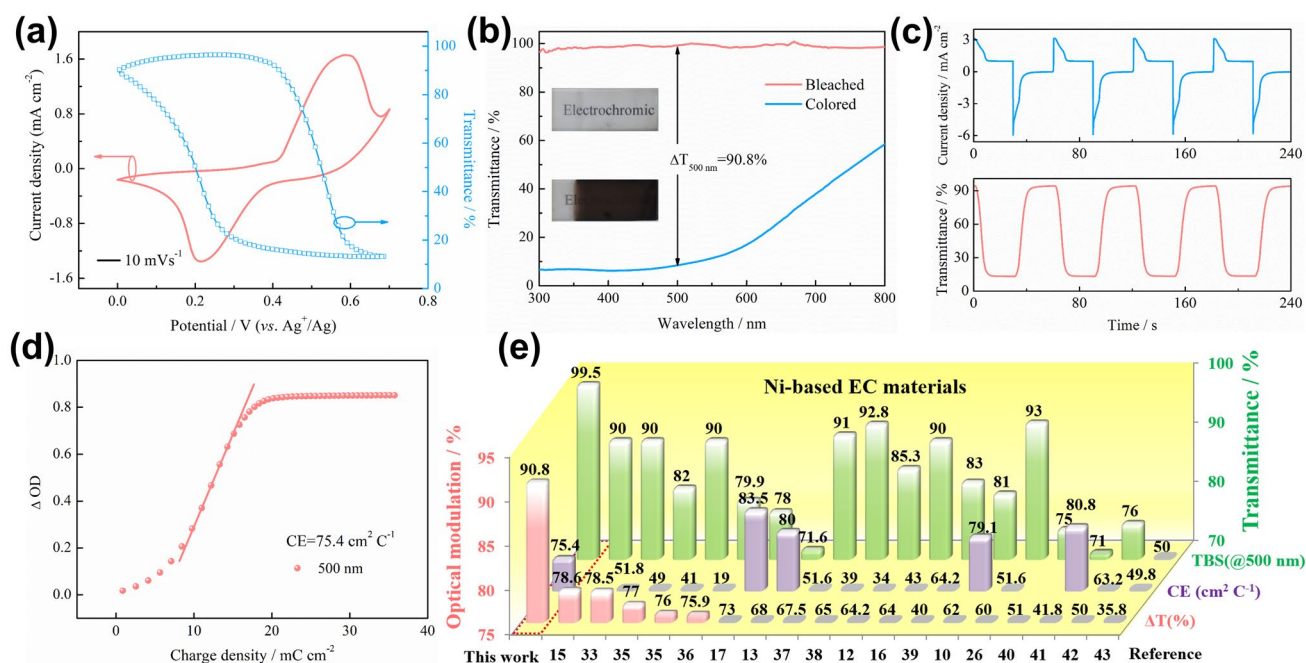 (a)
Current density (mA cm⁻²)
1.6
0.8
0.0
-0.8
-1.6
10 mVs⁻¹
0.0 0.2 0.4 0.6 0.8
Potential / V (vs. Ag⁺/Ag)
100
80
60
40
20
0
Transmittance / %
(b)
Transmittance / %
100
80
60
40
20
0
Bleached
Colored
Electrochromic
ΔT500 nm=90.8%
Electrochromic
300 400 500 600 700 800
Wavelength / nm
(c)
Current density / mA cm⁻²
3
0
-3
-6
0 80 160 240
Transmittance / %
90
60
30
0 80 160 240
Time / s
(d)
Δ OD
1.0
0.8
0.6
0.4
0.2
0.0
CE=75.4 cm² C⁻¹
500 nm
0 10 20 30 40
Charge density / mC cm⁻²
(e)
Ni-based EC materials
Optical modulation / %
95
90
85
80
75
Transmittance / %
100
90
80
70
99.5 90 90 82 90 79.9 78 71.6 91 92.8 85.3 90 83 81 93 75 71 76 50
TBS(@500 nm)
75.4 51.8 49 41 19 83.5 80 51.6 39 34 43 64.2 79.1 51.6 80.8 63.2 49.8
CE (cm² C⁻¹)
90.8 78.6 78.5 77 76 75.9 73 68 67.5 65 64.2 64 40 62 60 51 41.8 50 35.8
ΔT(%)
This work 15 33 35 35 36 17 13 37 38 12 16 39 10 26 40 41 42 43 Reference